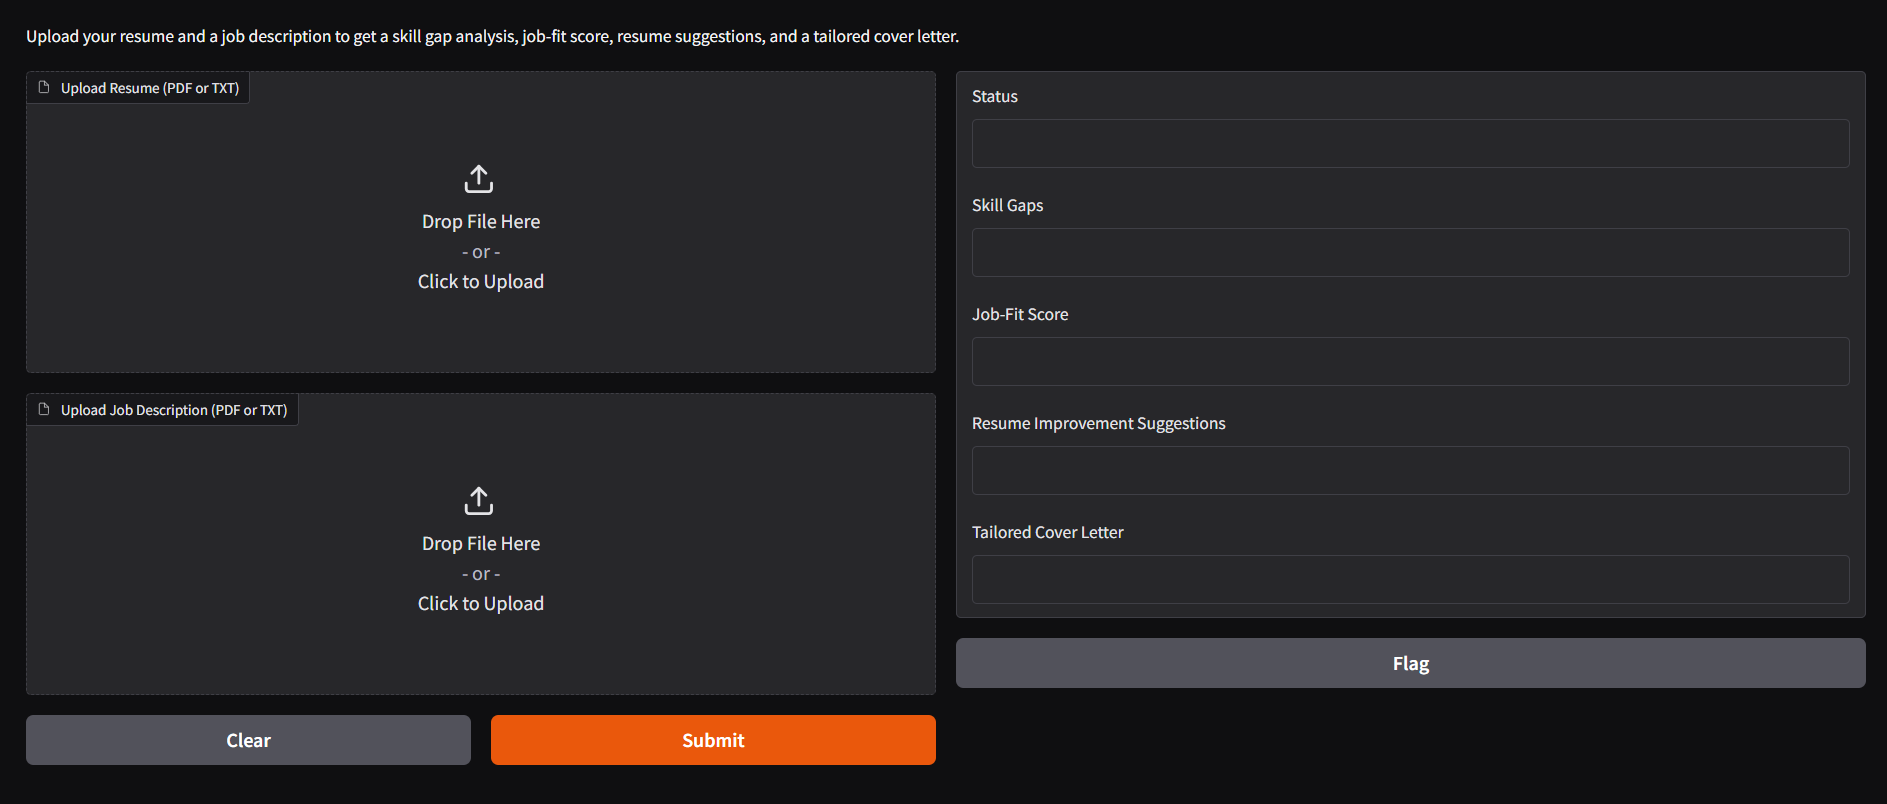 Upload your resume and a job description to get a skill gap analysis, job-fit score, resume suggestions, and a tailored cover letter.
Upload Resume (PDF or TXT)
Drop File Here
- or -
Click to Upload
Upload Job Description (PDF or TXT)
Drop File Here
- or -
Click to Upload
Clear
Submit
Status
Skill Gaps
Job-Fit Score
Resume Improvement Suggestions
Tailored Cover Letter
Flag